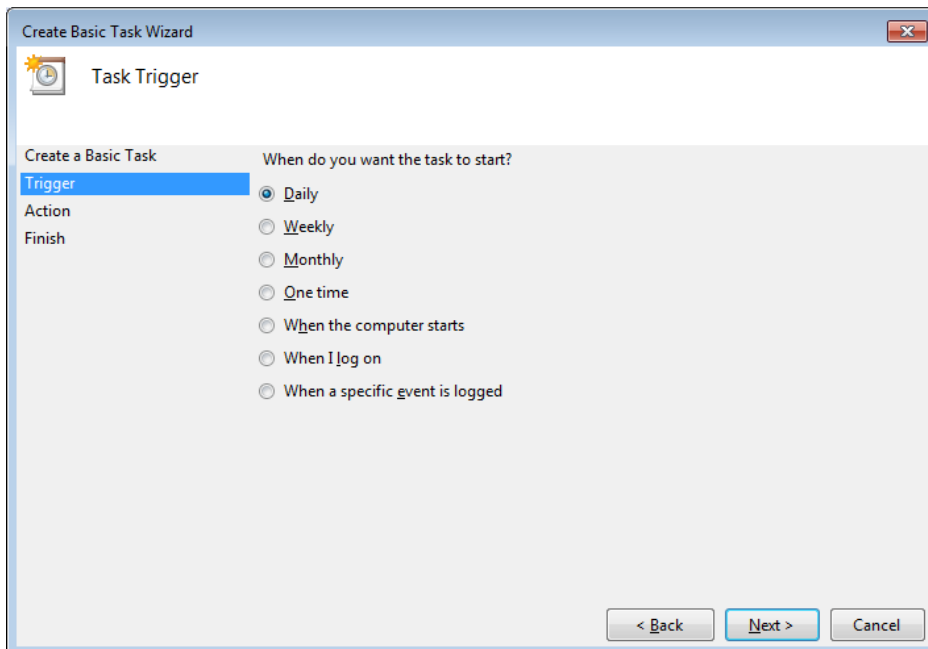 Create Basic Task Wizard
Task Trigger
Create a Basic Task
Trigger
Action
Finish
When do you want the task to start?
Daily
Weekly
Monthly
One time
When the computer starts
When I log on
When a specific event is logged
< Back
Next >
Cancel